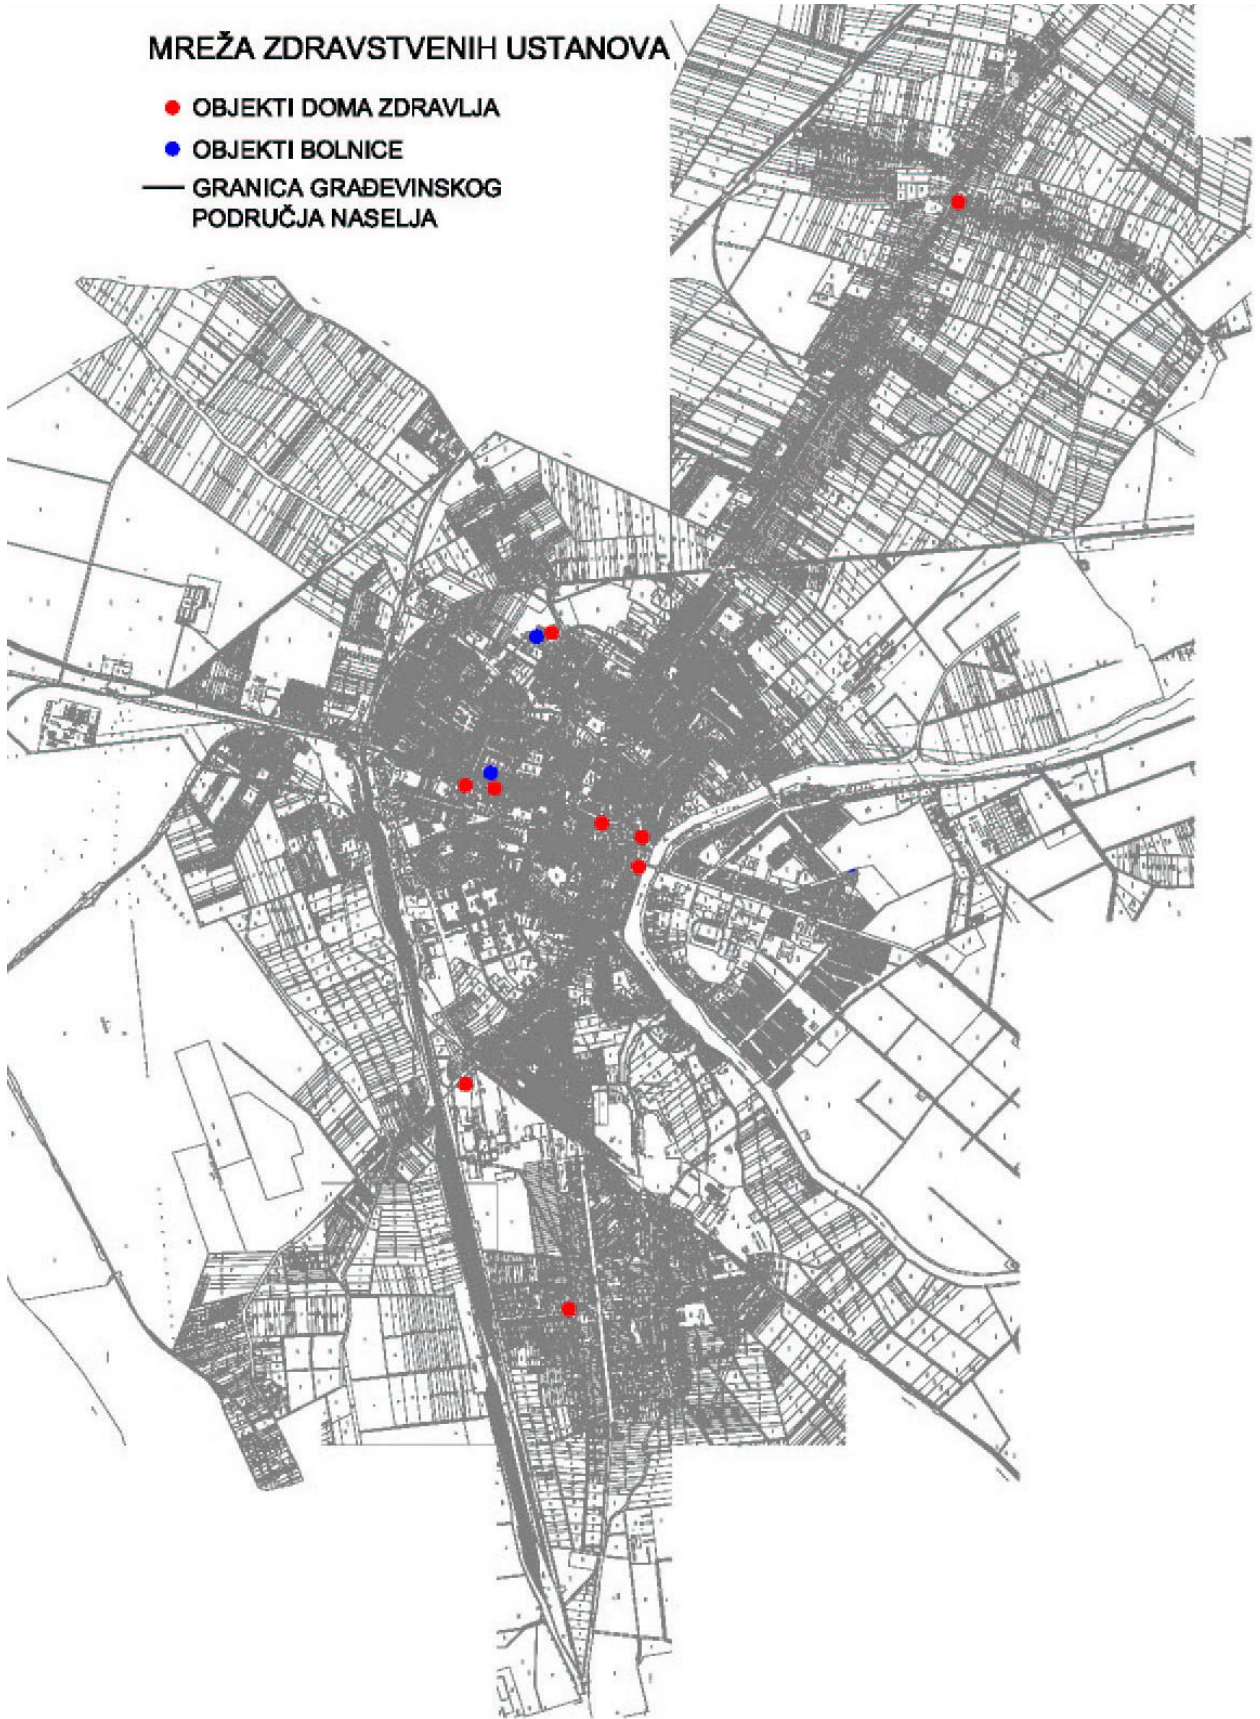 MREŽA ZDRAVSTVENIH USTANOVA
OBJEKTI DOMA ZDRAVLJA
OBJEKTI BOLNICE
GRANICA GRAĐEVINSKOG
PODRUČJA NASELJA